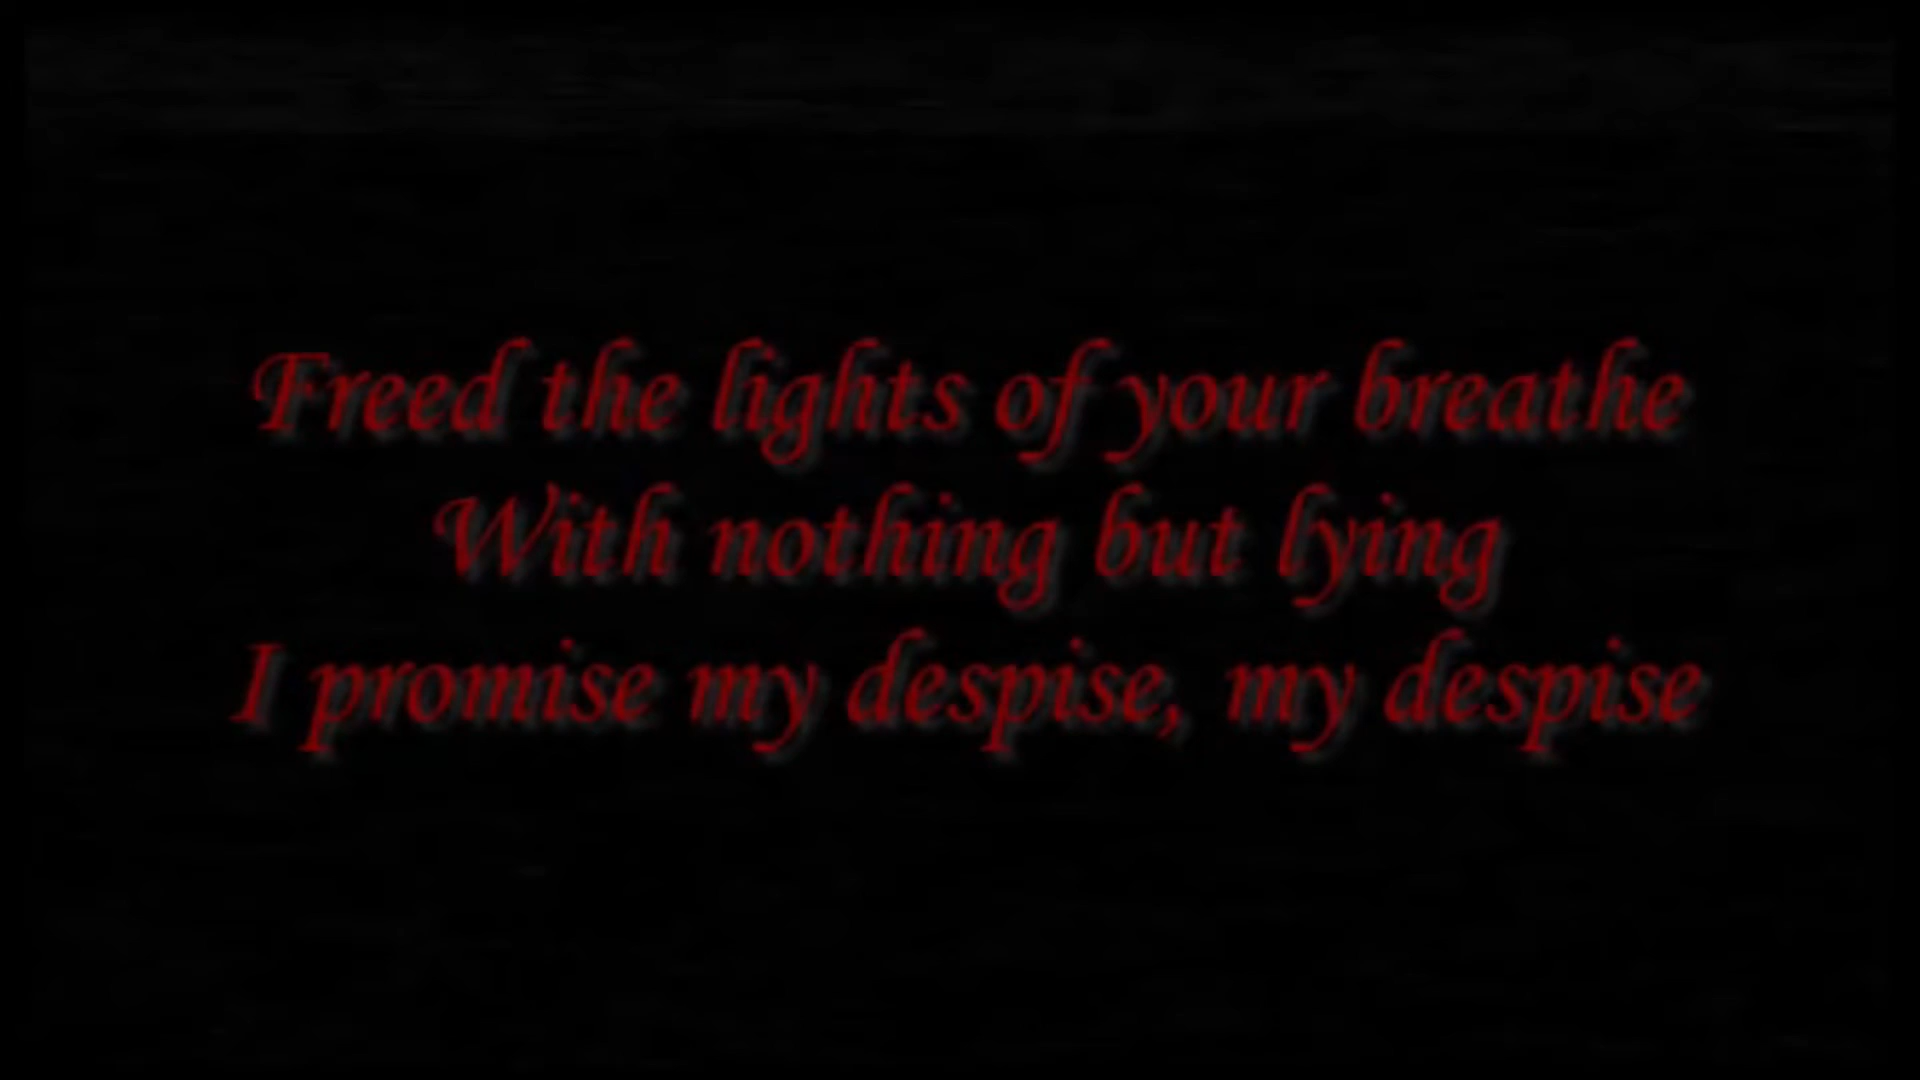 Freed the lights of your breathe
With nothing but lying
I promise my despise, my despise